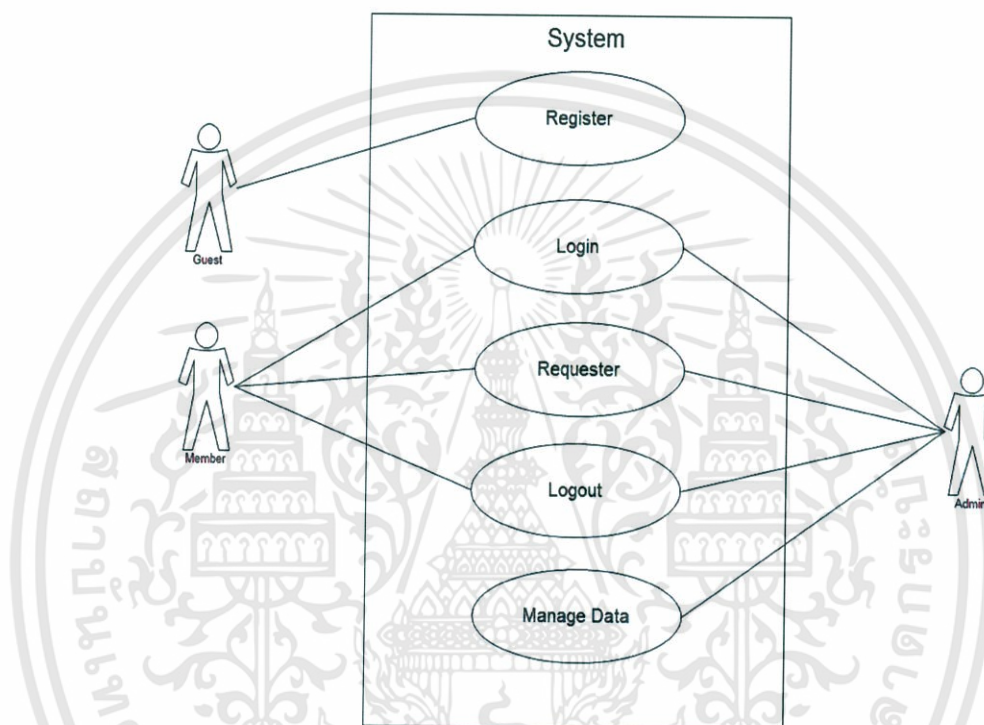 System
Register
Guest
Login
Member
Requester
Logout
Admin
Manage Data